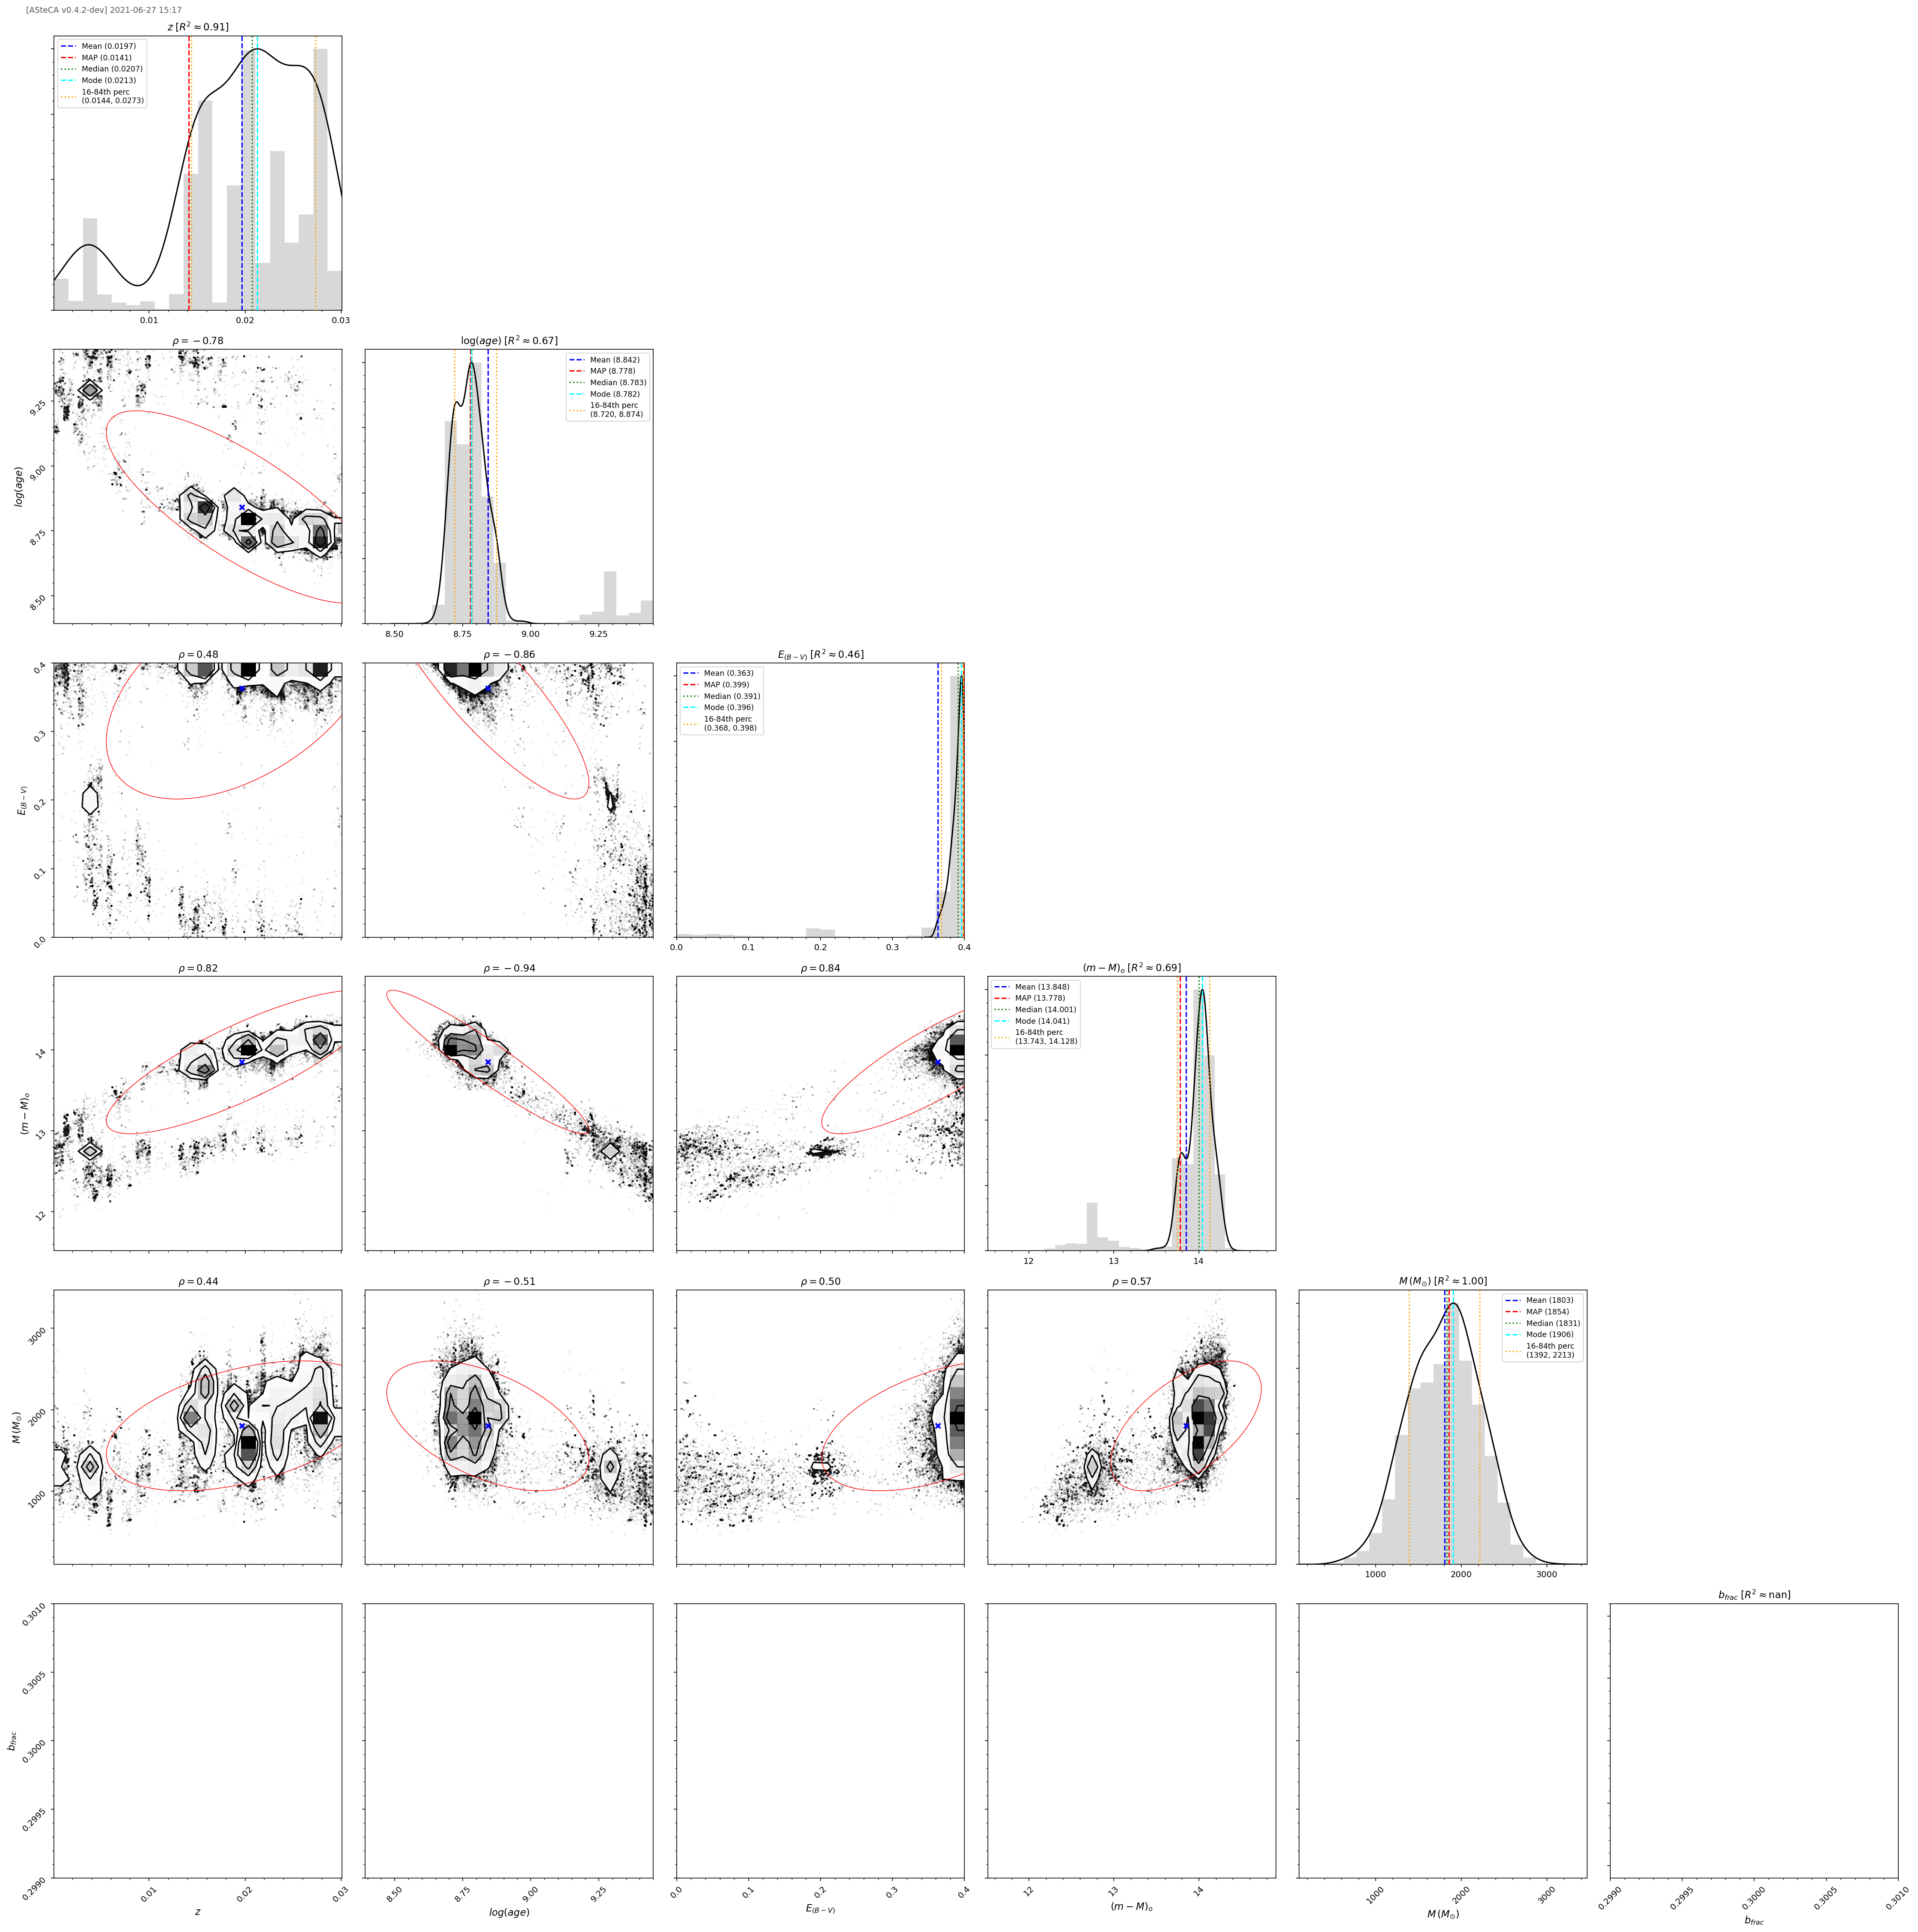 [ASteCA v0.4.2-dev] 2021-06-27 15:17
z [R² ≈ 0.91]
Mean (0.0197)
MAP (0.0141)
Median (0.0207)
Mode (0.0213)
16-84th perc
(0.0144, 0.0273)
0.01 0.02 0.03
ρ = −0.78
log(age) [R² ≈ 0.67]
Mean (8.842)
MAP (8.778)
Median (8.783)
Mode (8.782)
16-84th perc
(8.720, 8.874)
log(age)
9.25
9.00
8.75
8.50
8.50 8.75 9.00 9.25
ρ = 0.48
ρ = −0.86
E(B − V) [R² ≈ 0.46]
Mean (0.363)
MAP (0.399)
Median (0.391)
Mode (0.396)
16-84th perc
(0.368, 0.398)
E(B − V)
0.4
0.3
0.2
0.1
0.0
0.0 0.1 0.2 0.3 0.4
ρ = 0.82
ρ = −0.94
ρ = 0.84
(m − M)o [R² ≈ 0.69]
Mean (13.848)
MAP (13.778)
Median (14.001)
Mode (14.041)
16-84th perc
(13.743, 14.128)
(m − M)o
14
13
12
12 13 14
ρ = 0.44
ρ = −0.51
ρ = 0.50
ρ = 0.57
M (M⊙) [R² ≈ 1.00]
Mean (1803)
MAP (1854)
Median (1831)
Mode (1906)
16-84th perc
(1392, 2213)
M (M⊙)
3000
2000
1000
1000 2000 3000
b_frac [R² ≈ nan]
b_frac
0.3010
0.3005
0.3000
0.2995
0.2990
0.01 0.02 0.03
8.50 8.75 9.00 9.25
0.0 0.1 0.2 0.3 0.4
12 13 14
1000 2000 3000
0.2990 0.2995 0.3000 0.3005 0.3010
z
log(age)
E(B − V)
(m − M)o
M (M⊙)
b_frac